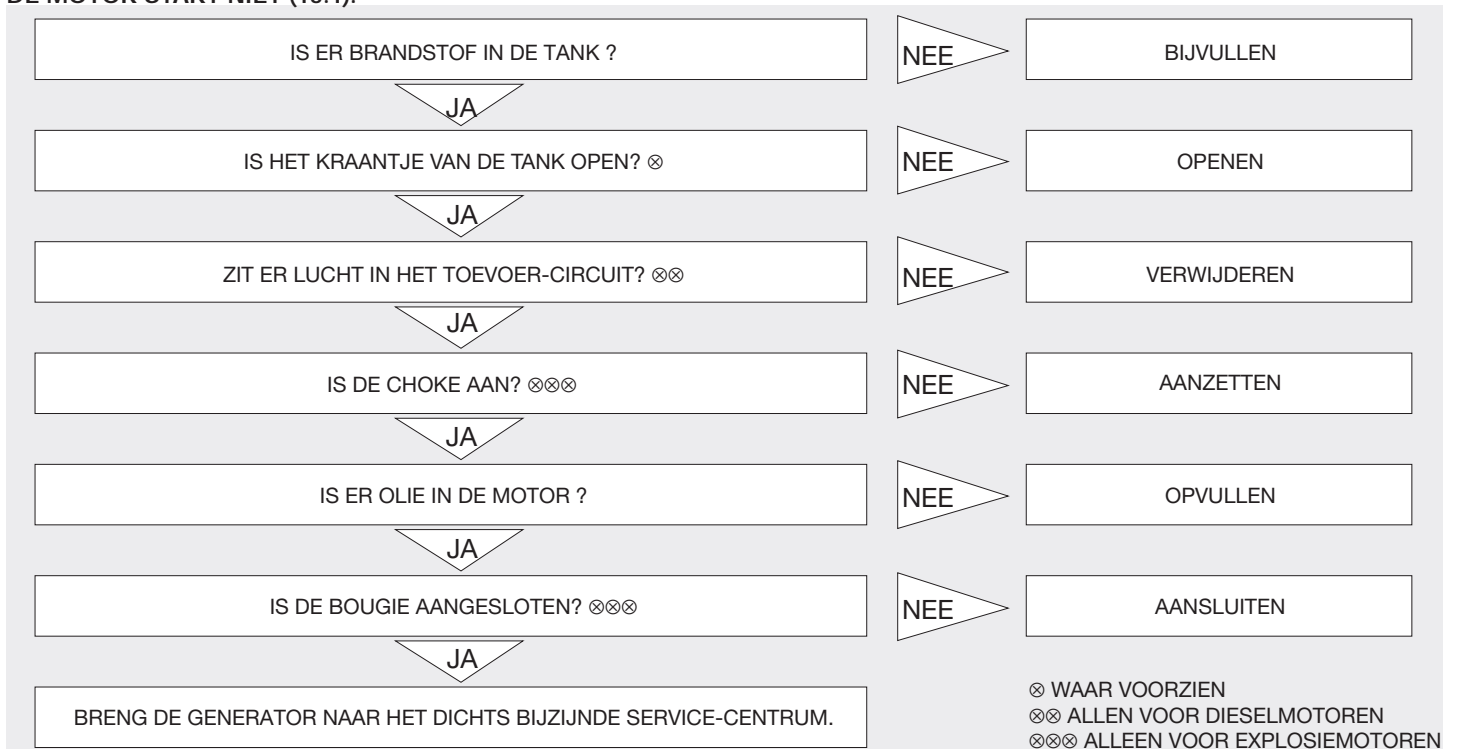 IS ER BRANDSTOF IN DE TANK ?
NEE
BIJVULLEN
JA
IS HET KRAANTJE VAN DE TANK OPEN? ⊗
NEE
OPENEN
JA
ZIT ER LUCHT IN HET TOEVOER-CIRCUIT? ⊗⊗
NEE
VERWIJDEREN
JA
IS DE CHOKE AAN? ⊗⊗⊗
NEE
AANZETTEN
JA
IS ER OLIE IN DE MOTOR ?
NEE
OPVULLEN
JA
IS DE BOUGIE AANGESLOTEN? ⊗⊗⊗
NEE
AANSLUITEN
JA
BRENG DE GENERATOR NAAR HET DICHTS BIJZIJNDE SERVICE-CENTRUM.
⊗ WAAR VOORZIEN
⊗⊗ ALLEN VOOR DIESELMOTOREN
⊗⊗⊗ ALLEEN VOOR EXPLOSIEMOTOREN